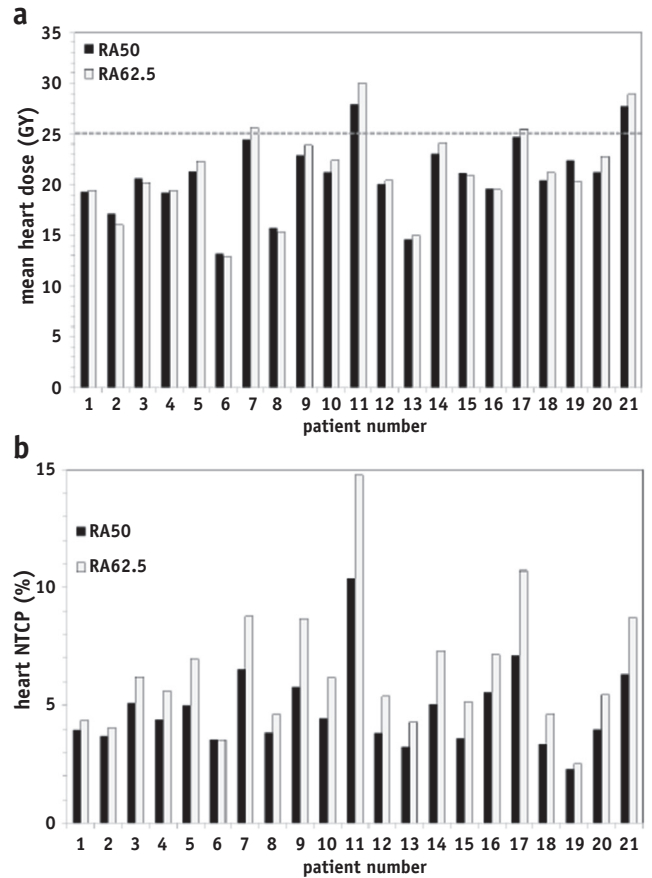 a
35
30
25
20
15
10
5
0
mean heart dose (GY)
RA50
RA62.5
1 2 3 4 5 6 7 8 9 10 11 12 13 14 15 16 17 18 19 20 21
patient number
b
15
10
5
0
heart NTCP (%)
RA50
RA62.5
1 2 3 4 5 6 7 8 9 10 11 12 13 14 15 16 17 18 19 20 21
patient number